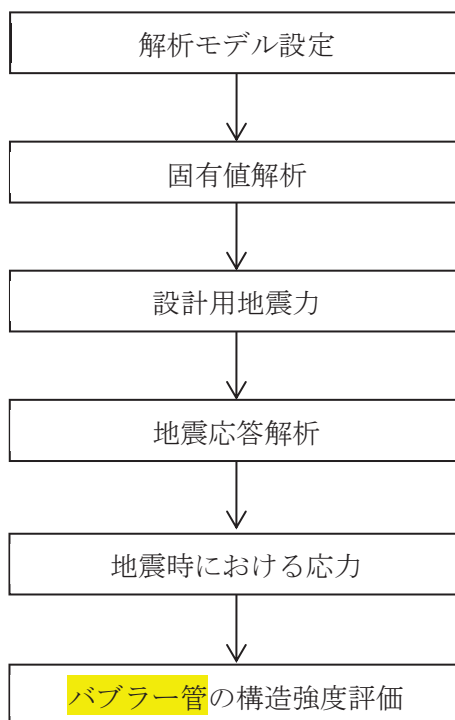 解析モデル設定
固有値解析
設計用地震力
地震応答解析
地震時における応力
バブラー管の構造強度評価